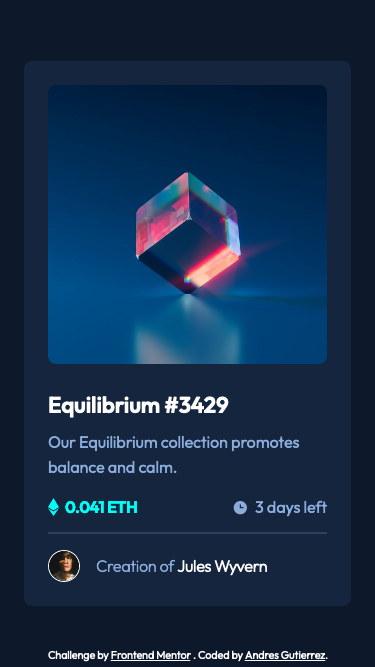 Equilibrium #3429
Our Equilibrium collection promotes
balance and calm.
0.041 ETH
3 days left
Creation of Jules Wyvern
Challenge by Frontend Mentor . Coded by Andres Gutierrez.